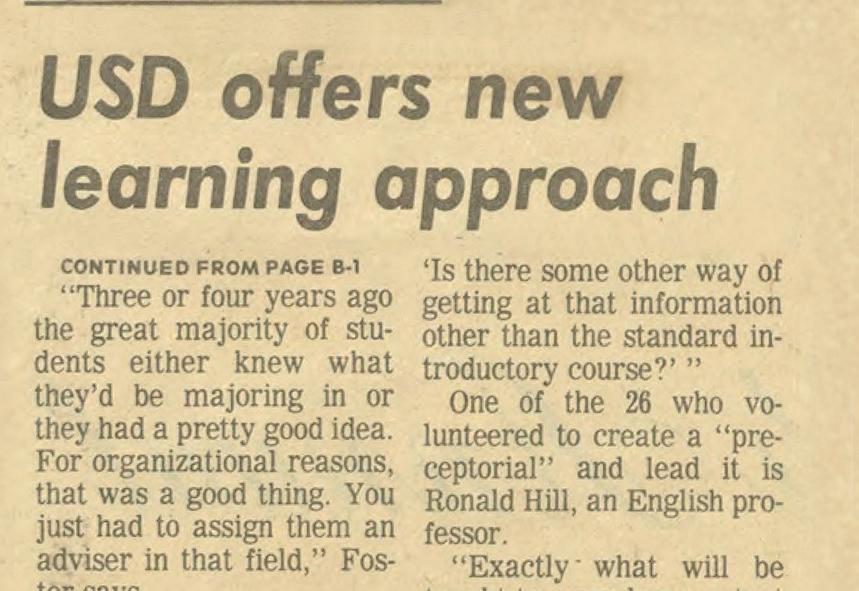 USD offers new
learning approach
CONTINUED FROM PAGE B-1
“Three or four years ago
the great majority of stu-
dents either knew what
they’d be majoring in or
they had a pretty good idea.
For organizational reasons,
that was a good thing. You
just had to assign them an
adviser in that field,” Fos-
ter says.
‘Is there some other way of
getting at that information
other than the standard in-
troductory course?’ ”
One of the 26 who vo-
lunteered to create a “pre-
ceptorial” and lead it is
Ronald Hill, an English pro-
fessor.
“Exactly what will be